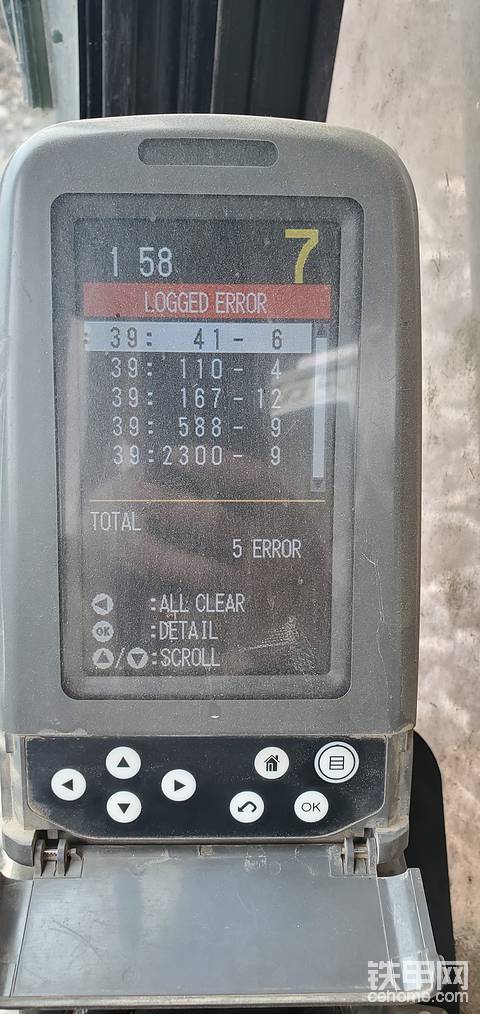 1 58
7
LOGGED ERROR
39: 41- 6
39: 110- 4
39: 167-12
39: 588- 9
39:2300- 9
TOTAL
5 ERROR
:ALL CLEAR
OK :DETAIL
/ :SCROLL
OK
铁甲网
cehome.com